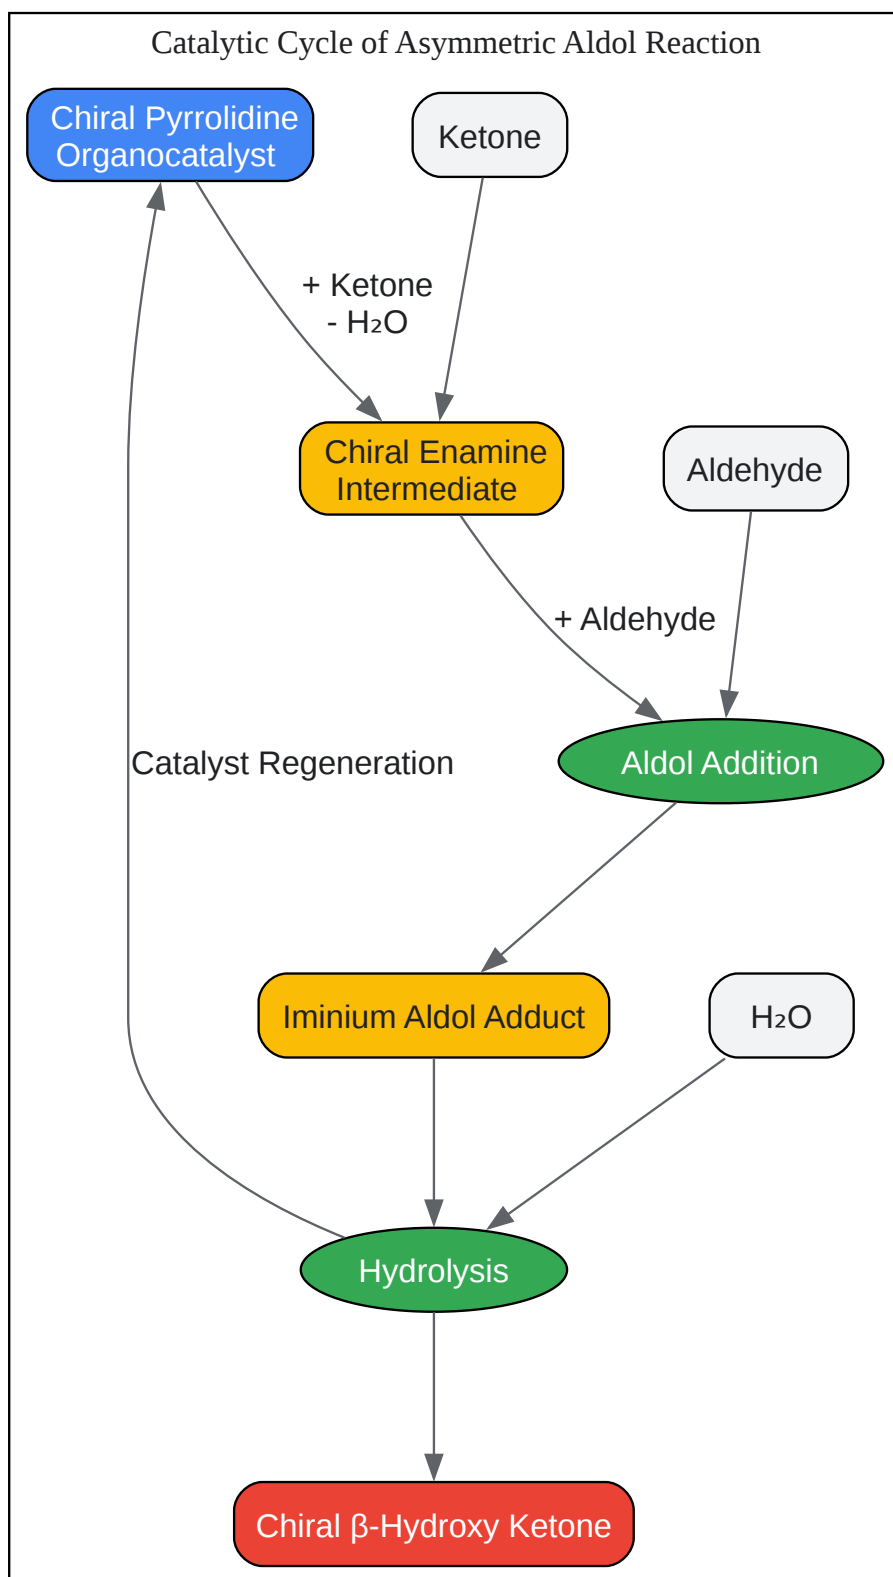 Catalytic Cycle of Asymmetric Aldol Reaction
Chiral Pyrrolidine
Organocatalyst
Ketone
+ Ketone
- H₂O
Chiral Enamine
Intermediate
Aldehyde
+ Aldehyde
Catalyst Regeneration
Aldol Addition
Iminium Aldol Adduct
H₂O
Hydrolysis
Chiral β-Hydroxy Ketone